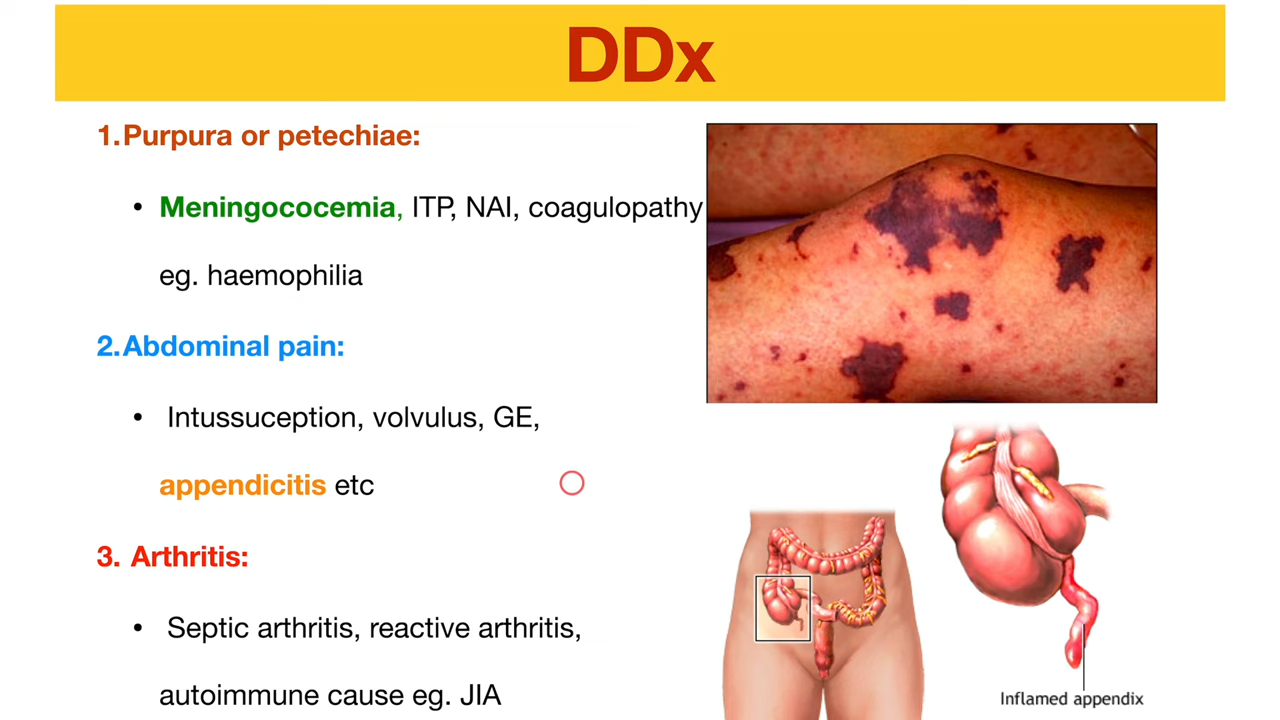 DDx
1.Purpura or petechiae:
• Meningococemia, ITP, NAI, coagulopathy
eg. haemophilia
2.Abdominal pain:
• Intussuception, volvulus, GE,
appendicitis etc
3. Arthritis:
• Septic arthritis, reactive arthritis,
autoimmune cause eg. JIA
Inflamed appendix